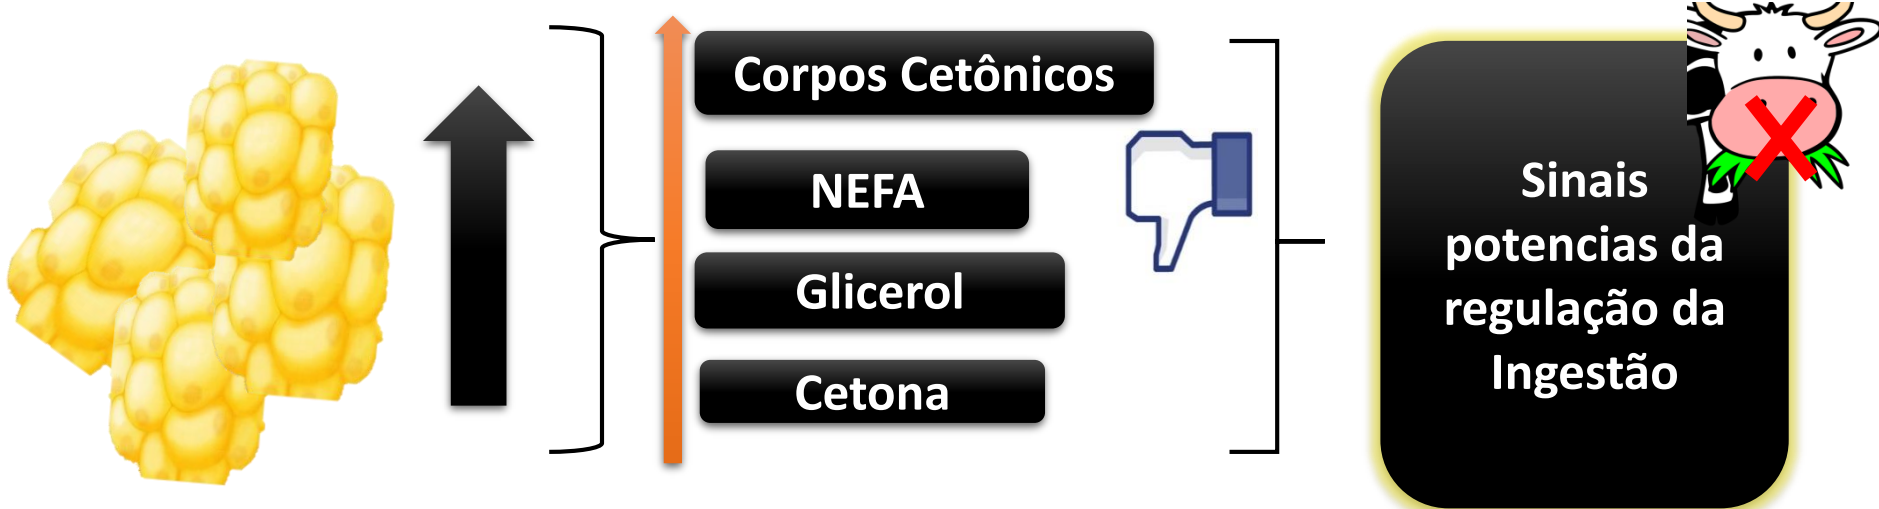 Corpos Cetônicos
NEFA
Glicerol
Cetona
Sinais
potencias da
regulação da
Ingestão